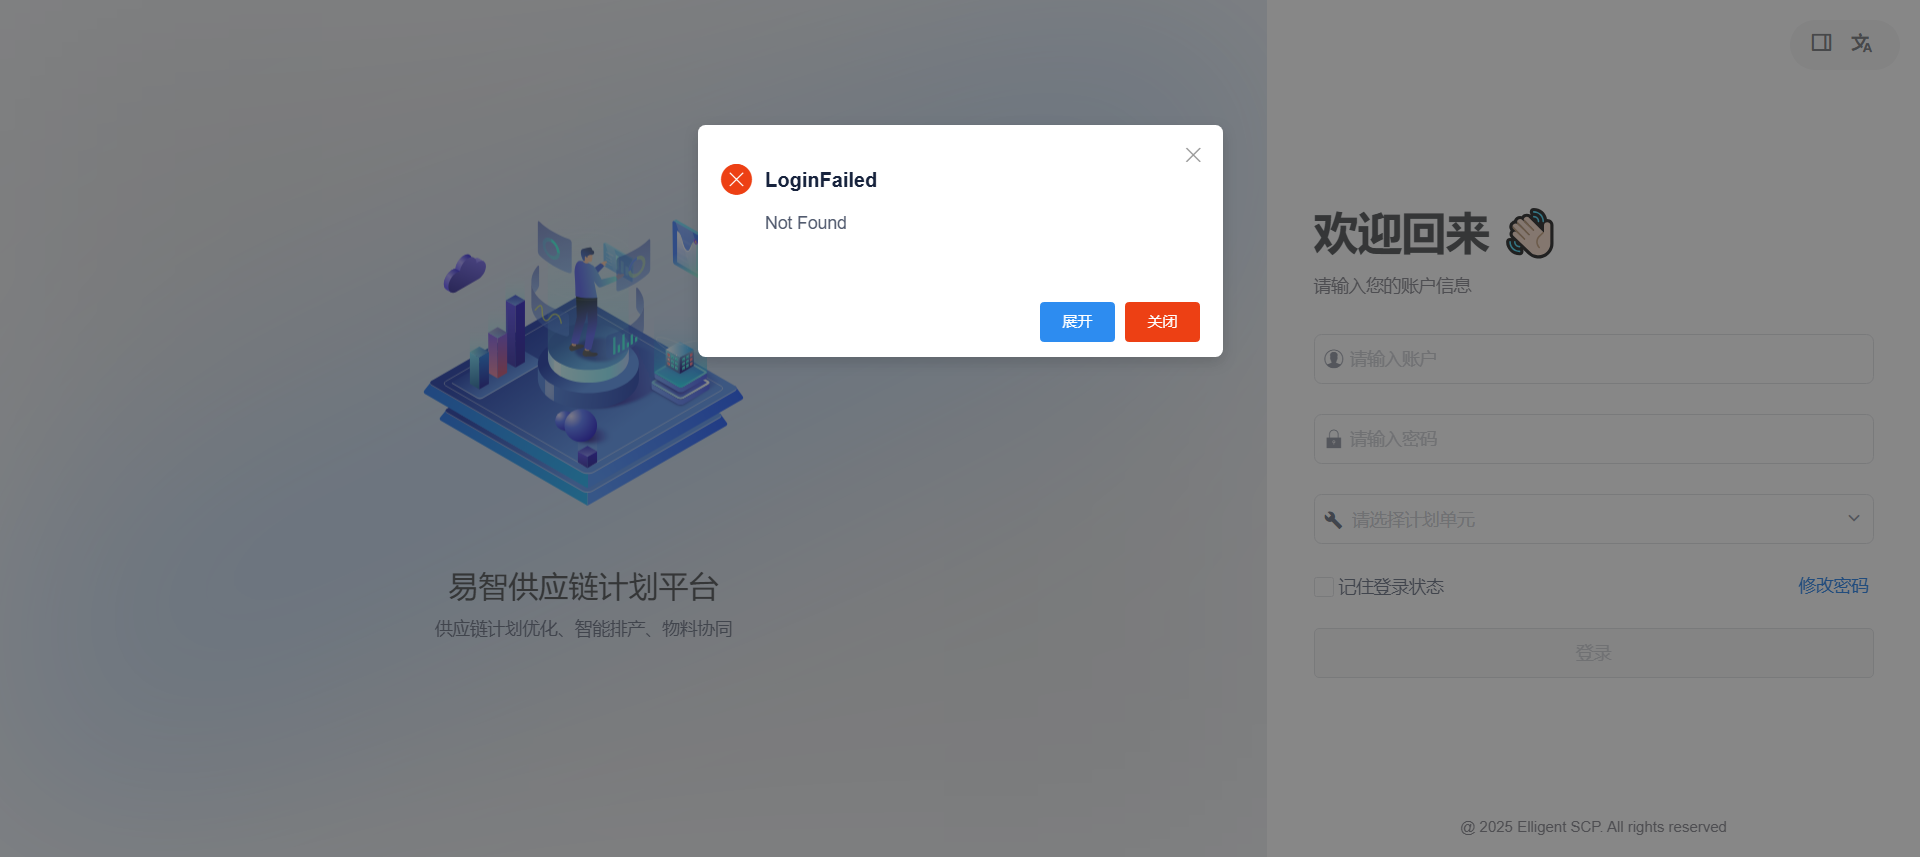 LoginFailed
Not Found
展开
关闭
易智供应链计划平台
供应链计划优化、智能排产、物料协同
欢迎回来
请输入您的账户信息
请输入账户
请输入密码
请选择计划单元
记住登录状态
修改密码
登录
@ 2025 Elligent SCP. All rights reserved